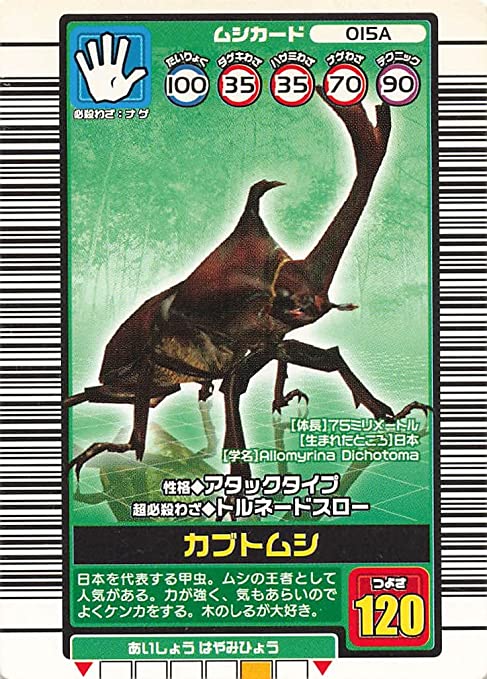 ムシカード 015A
たいりょく ダゲキわざ ハサミわざ ナゲわざ テクニック
100 35 35 70 90
必殺わざ:ナゲ
【体長】75ミリメートル
【生まれたところ】日本
【学名】Allomyrina Dichotoma
性格◆アタックタイプ
超必殺わざ◆トルネードスロー
カブトムシ
日本を代表する甲虫。ムシの王者として
人気がある。力が強く、気もあらいので
よくケンカをする。木のしるが大好き。
つよさ
120
あいしょう はやみひょう